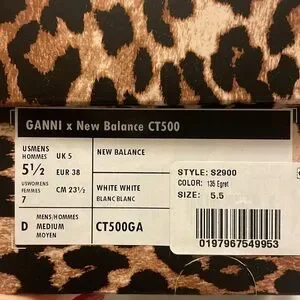 GANNI x New Balance CT500
USMENS
HOMMES
UK 5
5½
EUR 38
USWOMENS
FEMMES
7
CM 23½
NEW BALANCE
WHITE WHITE
BLANC BLANC
D
MENS/HOMMES
MEDIUM
MOYEN
CT500GA
STYLE: S2900
COLOR: 135 Egret
SIZE: 5.5
0197967549953